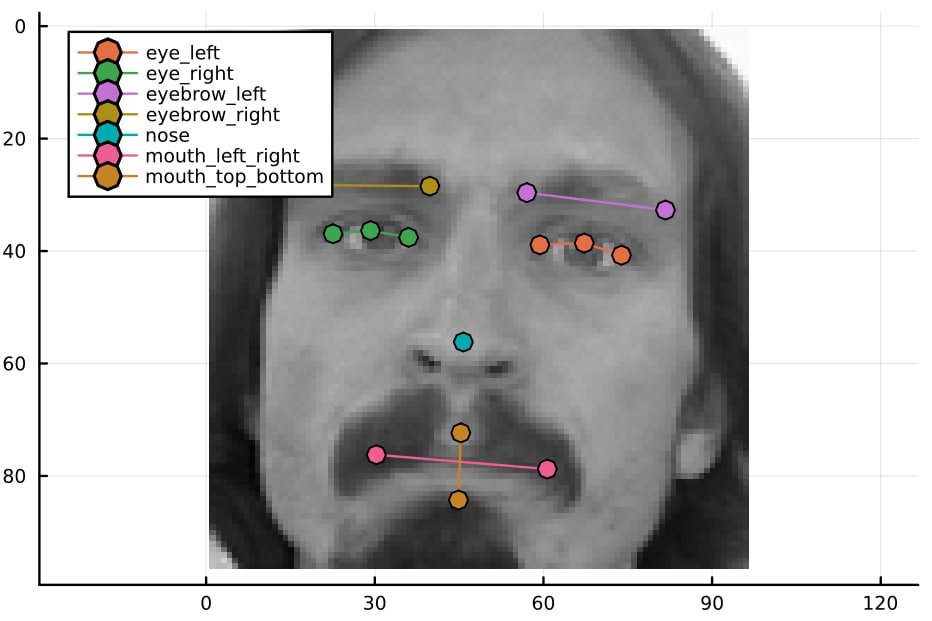 eye_left
eye_right
eyebrow_left
eyebrow_right
nose
mouth_left_right
mouth_top_bottom
0
20
40
60
80
0 30 60 90 120